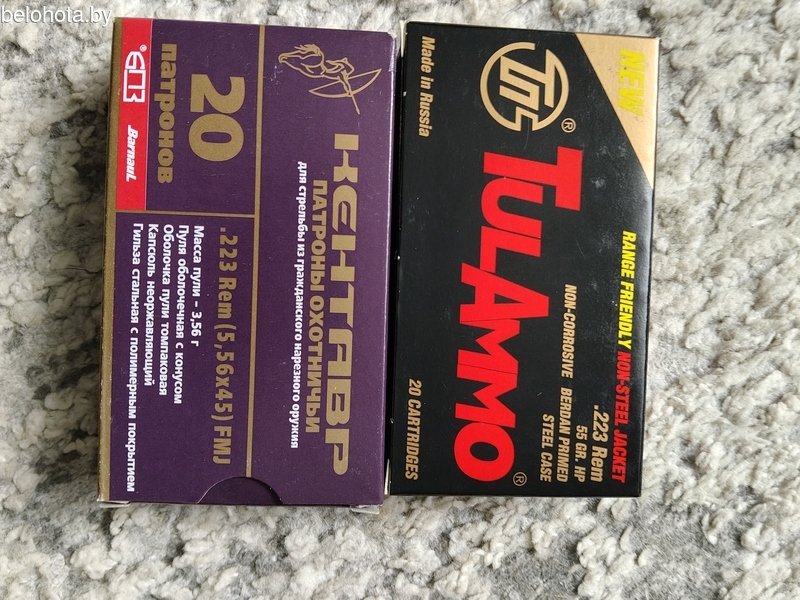 belohota.by
БПЗ®
Barnaul
20
патронов
КЕНТАВР
ПАТРОНЫ ОХОТНИЧЬИ
для стрельбы из гражданского нарезного оружия
.223 Rem (5,56x45) FMJ
Масса пули – 3,56 г
Пуля оболочечная с конусом
Оболочка пули томпаковая
Капсюль неоржавляющий
Гильза стальная с полимерным покрытием
NEW
ТПЗ®
Made in Russia
TULAMMO®
RANGE FRIENDLY NON-STEEL JACKET
.223 Rem
55 GR. HP
NON-CORROSIVE BERDAN PRIMED
STEEL CASE
20 CARTRIDGES